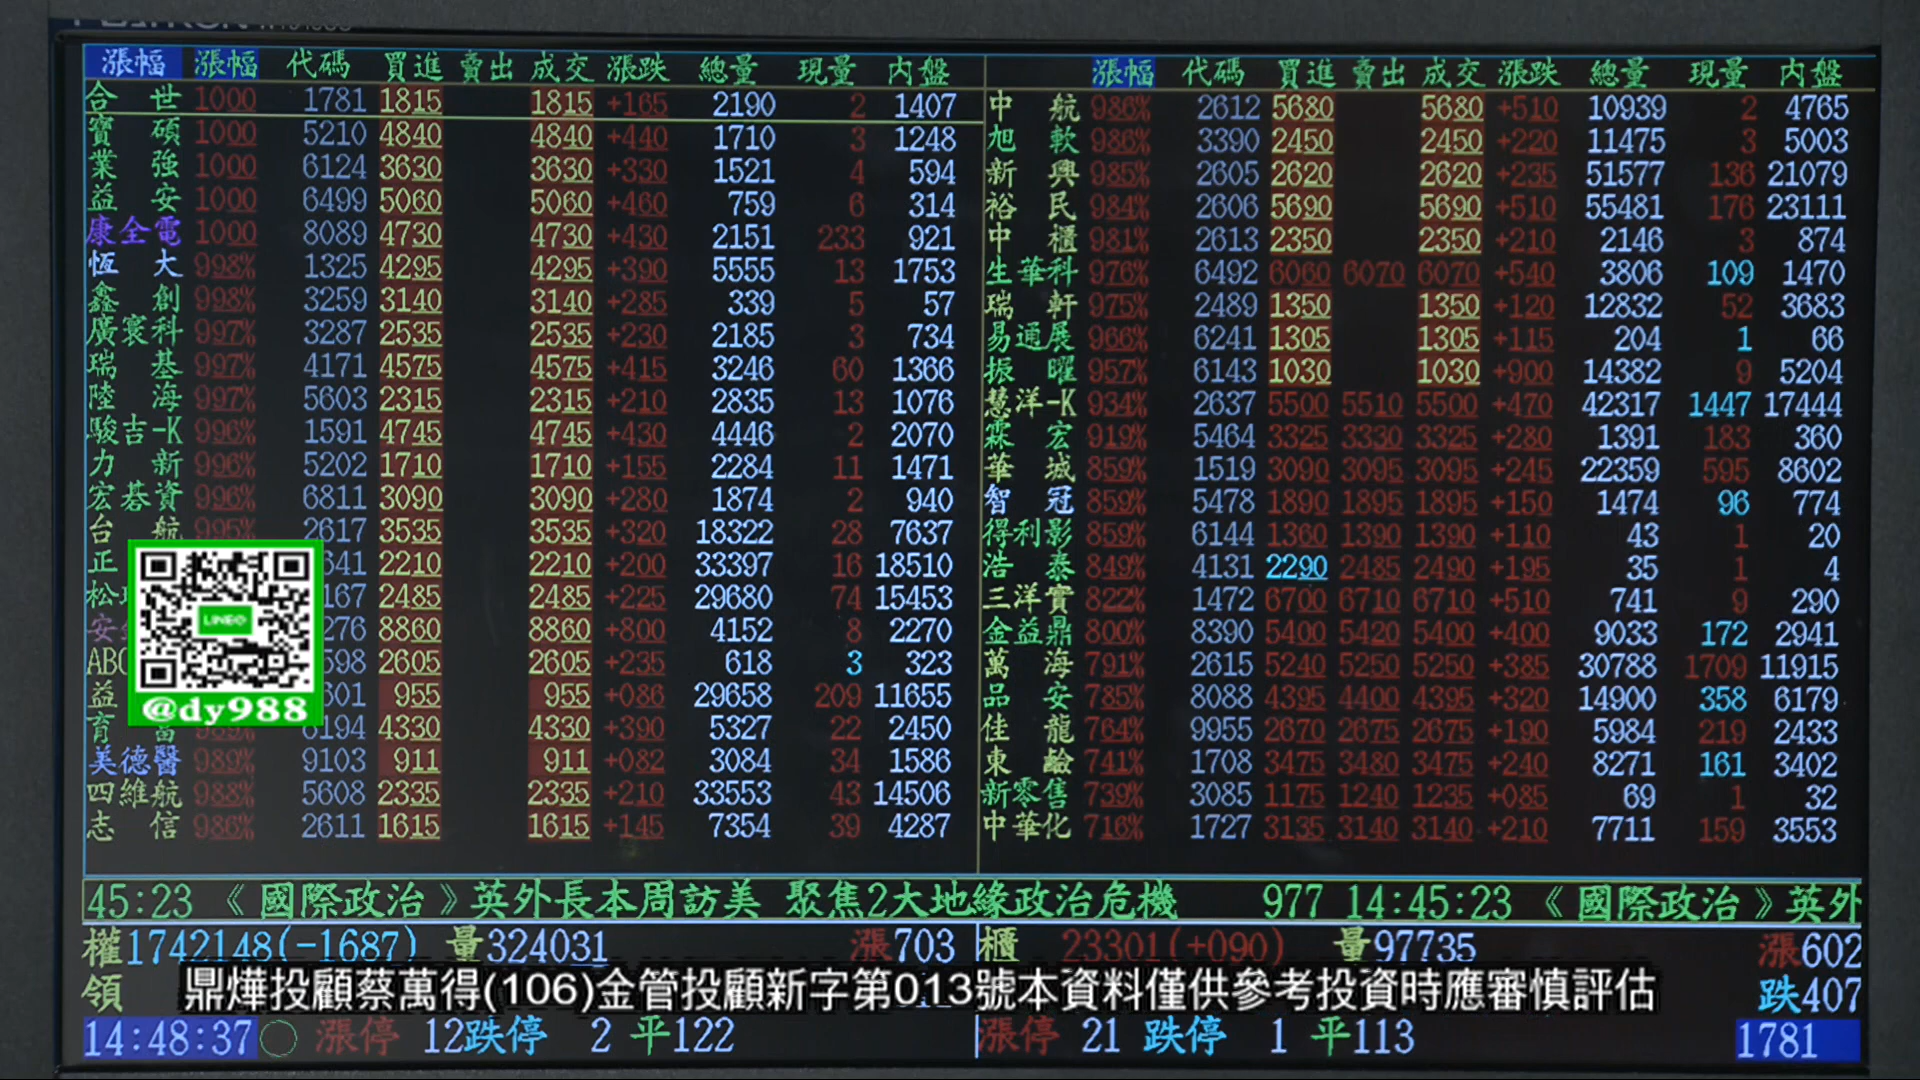 漲幅 漲幅 代碼 買進 賣出 成交 漲跌 總量 現量 內盤
合世 1000 1781 1815 1815 +165 2190 2 1407
寶碩 1000 5210 4840 4840 +440 1710 3 1248
業強 1000 6124 3630 3630 +330 1521 4 594
益安 1000 6499 5060 5060 +460 759 6 314
康全電 1000 8089 4730 4730 +430 2151 233 921
恆大 998% 1325 4295 4295 +390 5555 13 1753
鑫創 998% 3259 3140 3140 +285 339 5 57
廣寰科 997% 3287 2535 2535 +230 2185 3 734
瑞基 997% 4171 4575 4575 +415 3246 60 1366
陸海 997% 5603 2315 2315 +210 2835 13 1076
駿吉-K 996% 1591 4745 4745 +430 4446 2 2070
力新 996% 5202 1710 1710 +155 2284 11 1471
宏碁資 996% 6811 3090 3090 +280 1874 2 940
台航 995% 2617 3535 3535 +320 18322 28 7637
正 641 2210 2210 +200 33397 16 18510
松 167 2485 2485 +225 29680 74 15453
安 276 8860 8860 +800 4152 8 2270
ABC 598 2605 2605 +235 618 3 323
益 601 955 955 +086 29658 209 11655
育富 989% 6194 4330 4330 +390 5327 22 2450
美德醫 989% 9103 911 911 +082 3084 34 1586
四維航 988% 5608 2335 2335 +210 33553 43 14506
志信 986% 2611 1615 1615 +145 7354 39 4287
漲幅 代碼 買進 賣出 成交 漲跌 總量 現量 內盤
中航 986% 2612 5680 5680 +510 10939 2 4765
旭軟 986% 3390 2450 2450 +220 11475 3 5003
新興 985% 2605 2620 2620 +235 51577 136 21079
裕民 984% 2606 5690 5690 +510 55481 176 23111
中櫃 981% 2613 2350 2350 +210 2146 3 874
生華科 976% 6492 6060 6070 6070 +540 3806 109 1470
瑞軒 975% 2489 1350 1350 +120 12832 52 3683
易通展 966% 6241 1305 1305 +115 204 1 66
振曜 957% 6143 1030 1030 +900 14382 9 5204
慧洋-K 934% 2637 5500 5510 5500 +470 42317 1447 17444
霖宏 919% 5464 3325 3330 3325 +280 1391 183 360
華城 859% 1519 3090 3095 3095 +245 22359 595 8602
智冠 859% 5478 1890 1895 1895 +150 1474 96 774
得利影 859% 6144 1360 1390 1390 +110 43 1 20
浩泰 849% 4131 2290 2485 2490 +195 35 1 4
三洋實 822% 1472 6700 6710 6710 +510 741 9 290
金益鼎 800% 8390 5400 5420 5400 +400 9033 172 2941
萬海 791% 2615 5240 5250 5250 +385 30788 1709 11915
品安 785% 8088 4395 4400 4395 +320 14900 358 6179
佳龍 764% 9955 2670 2675 2675 +190 5984 219 2433
東鹼 741% 1708 3475 3480 3475 +240 8271 161 3402
新零售 739% 3085 1175 1240 1235 +085 69 1 32
中華化 716% 1727 3135 3140 3140 +210 7711 159 3553
LINE@
@dy988
45:23 《國際政治》英外長本周訪美 聚焦2大地緣政治危機 977 14:45:23 《國際政治》英外
權1742148(-1687) 量324031 漲703 櫃 23301(+090) 量97735 漲602
領 跌407
鼎燁投顧蔡萬得(106)金管投顧新字第013號本資料僅供參考投資時應審慎評估
14:48:37 漲停 12跌停 2 平122 漲停 21 跌停 1 平113 1781